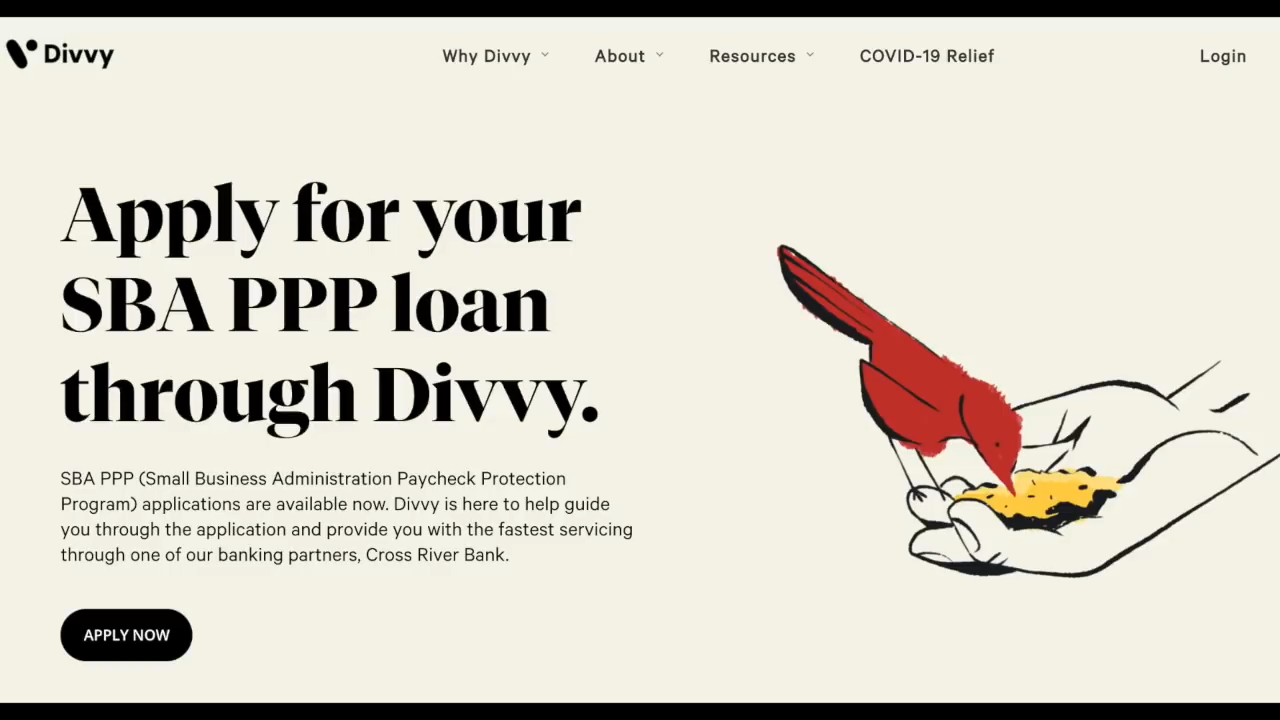 Divvy
Why Divvy
About
Resources
COVID-19 Relief
Login
Apply for your
SBA PPP loan
through Divvy.
SBA PPP (Small Business Administration Paycheck Protection
Program) applications are available now. Divvy is here to help guide
you through the application and provide you with the fastest servicing
through one of our banking partners, Cross River Bank.
APPLY NOW